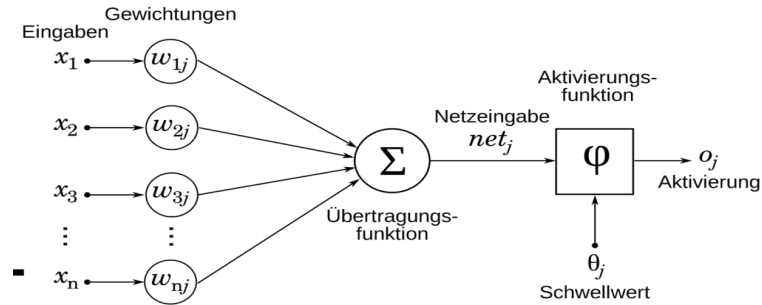 Gewichtungen
Eingaben
x1 w1j
x2 w2j
x3 w3j
⋮ ⋮
xn wnj
Σ
Übertragungs-
funktion
Netzeingabe
netj
Aktivierungs-
funktion
φ
oj
Aktivierung
θj
Schwellwert